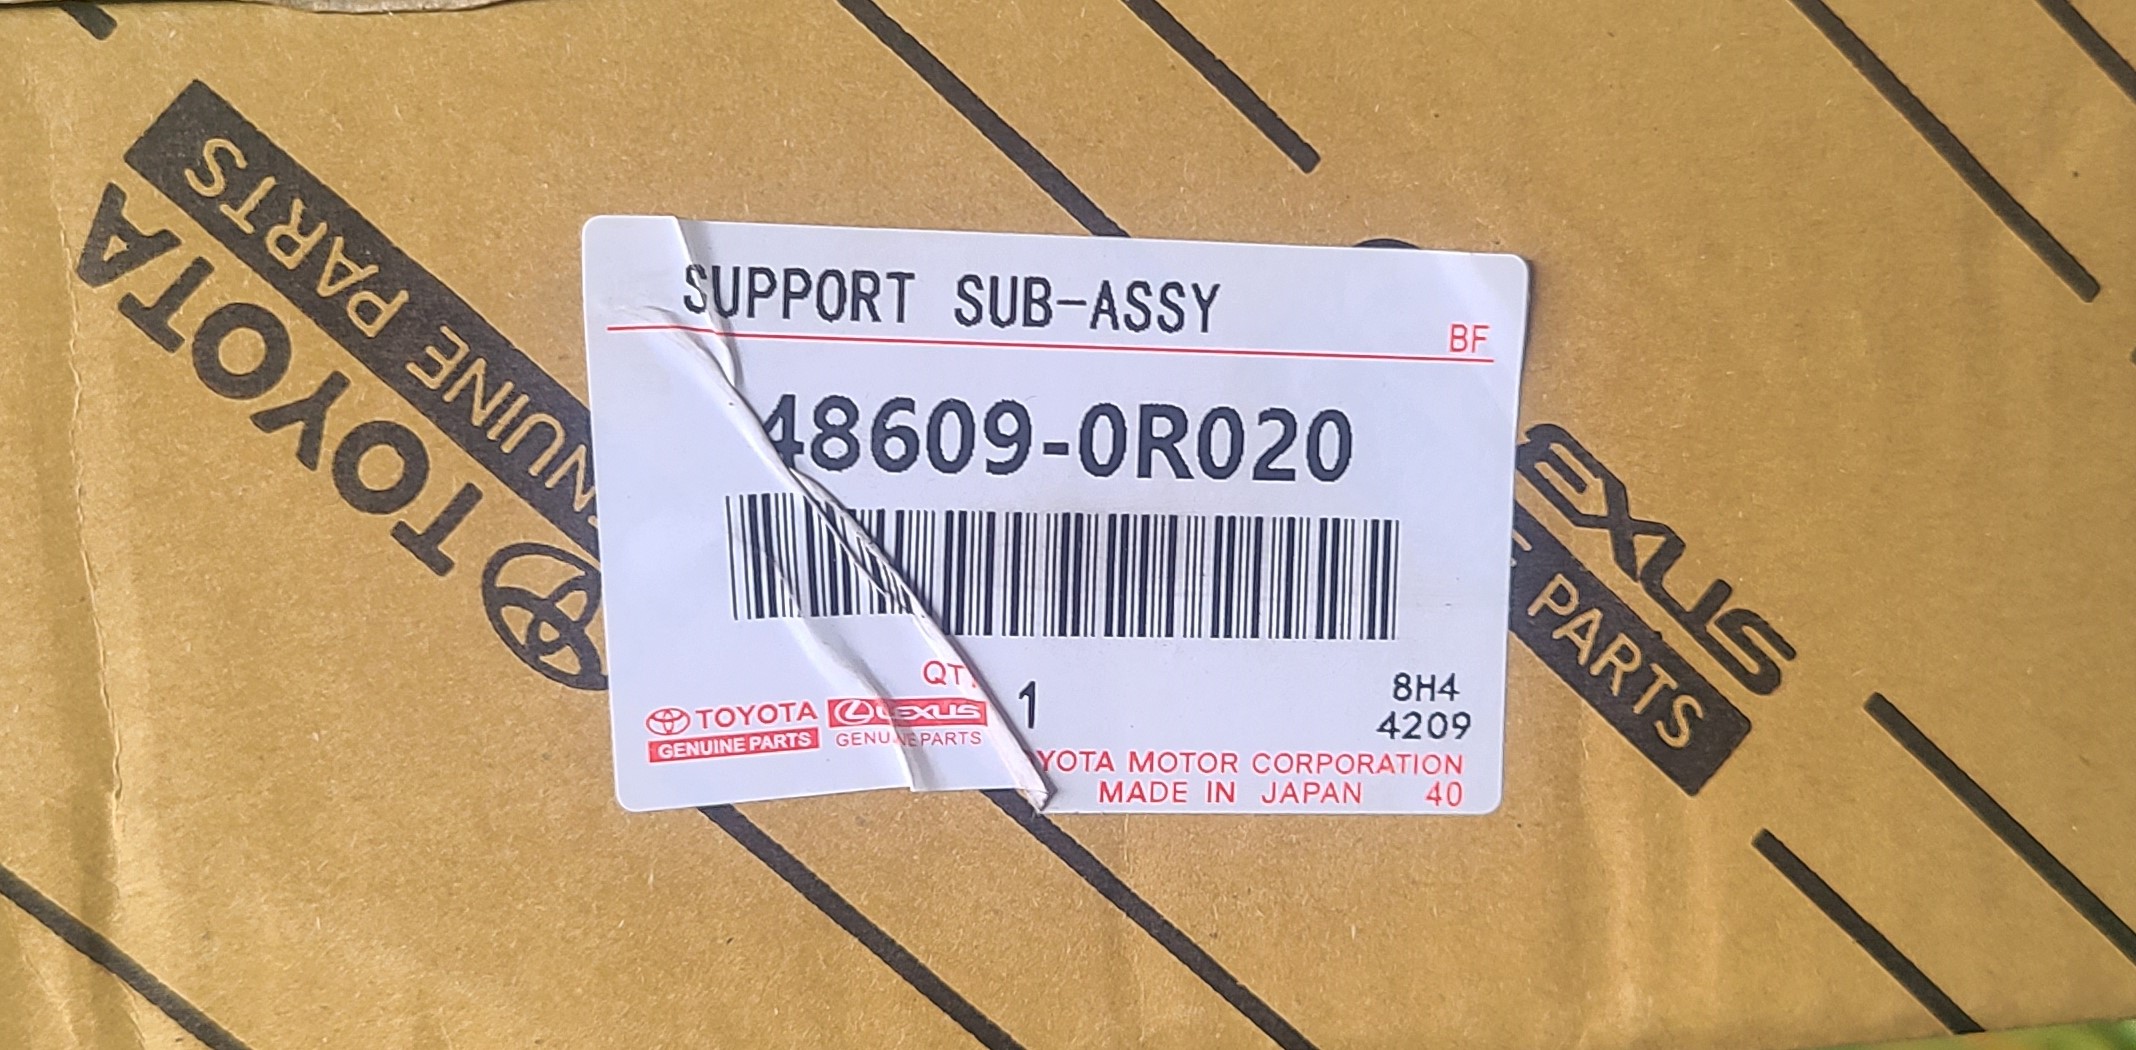 TOYOTA
GENUINE PARTS
SUPPORT SUB-ASSY
BF
48609-0R020
QTY
1
8H4
4209
TOYOTA
GENUINE PARTS
LEXUS
GENUINE PARTS
TOYOTA MOTOR CORPORATION
MADE IN JAPAN 40
LEXUS
PARTS